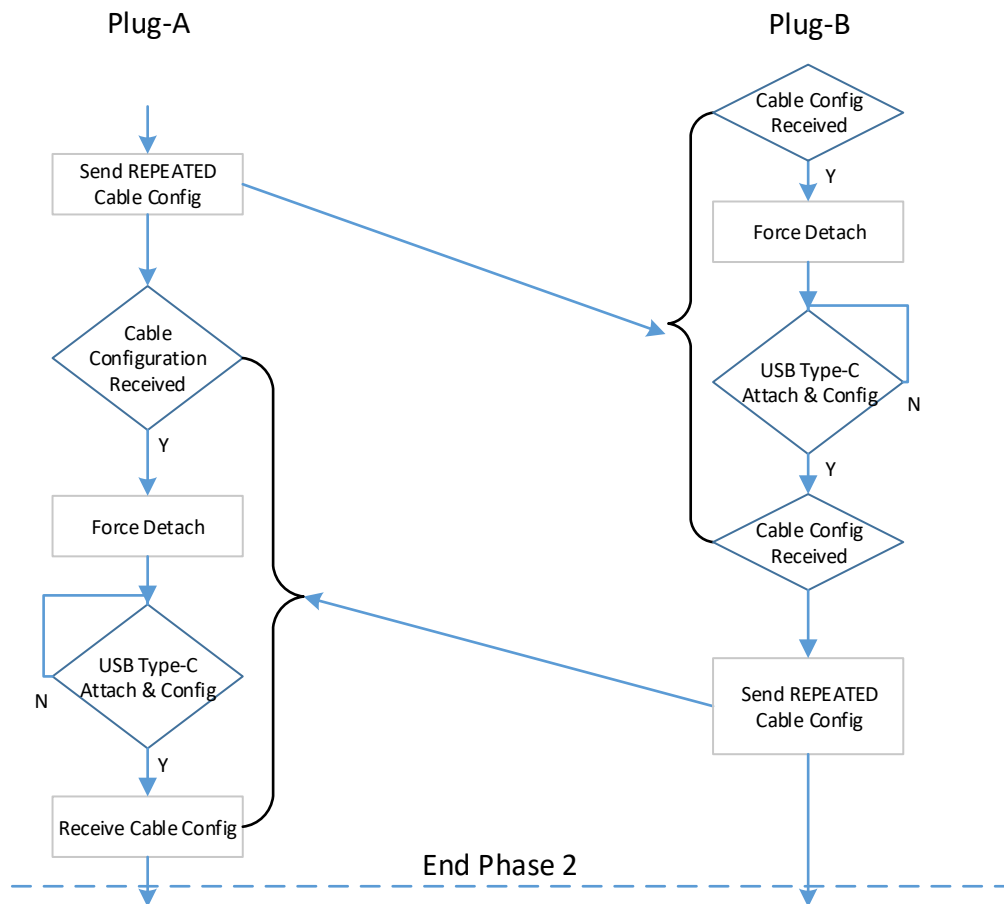 Plug-A
Send REPEATED
Cable Config
Cable
Configuration
Received
Y
Force Detach
USB Type-C
Attach & Config
N
Y
Receive Cable Config
Plug-B
Cable Config
Received
Y
Force Detach
USB Type-C
Attach & Config
N
Y
Cable Config
Received
Send REPEATED
Cable Config
End Phase 2